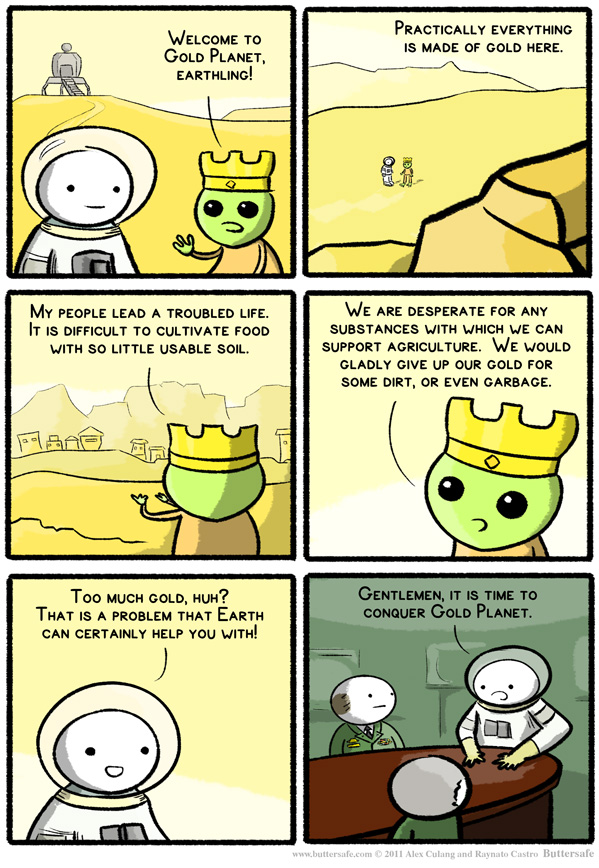 Welcome to
Gold Planet,
earthling!
Practically everything
is made of gold here.
My people lead a troubled life.
It is difficult to cultivate food
with so little usable soil.
We are desperate for any
substances with which we can
support agriculture. We would
gladly give up our gold for
some dirt, or even garbage.
Too much gold, huh?
That is a problem that Earth
can certainly help you with!
Gentlemen, it is time to
conquer Gold Planet.
www.buttersafe.com © 2011 Alex Culang and Raynato Castro Buttersafe